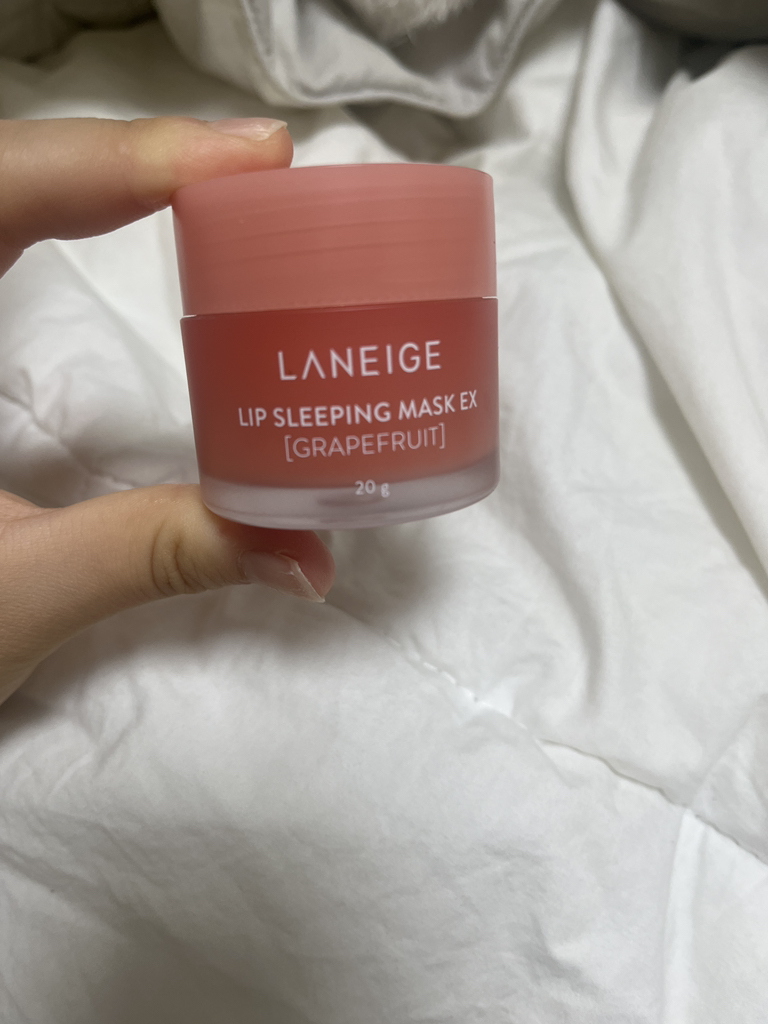 LANEIGE
LIP SLEEPING MASK EX
[GRAPEFRUIT]
20 g